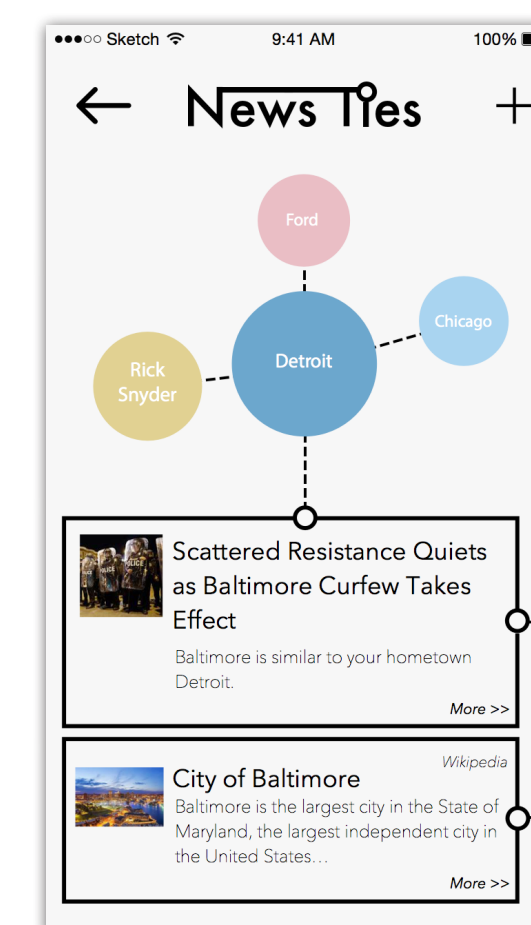 Sketch 9:41 AM 100%
News Ties
Ford
Chicago
Detroit
Rick
Snyder
POLICE
Scattered Resistance Quiets
as Baltimore Curfew Takes
Effect
Baltimore is similar to your hometown
Detroit.
More >>
Wikipedia
City of Baltimore
Baltimore is the largest city in the State of
Maryland, the largest independent city in
the United States…
More >>